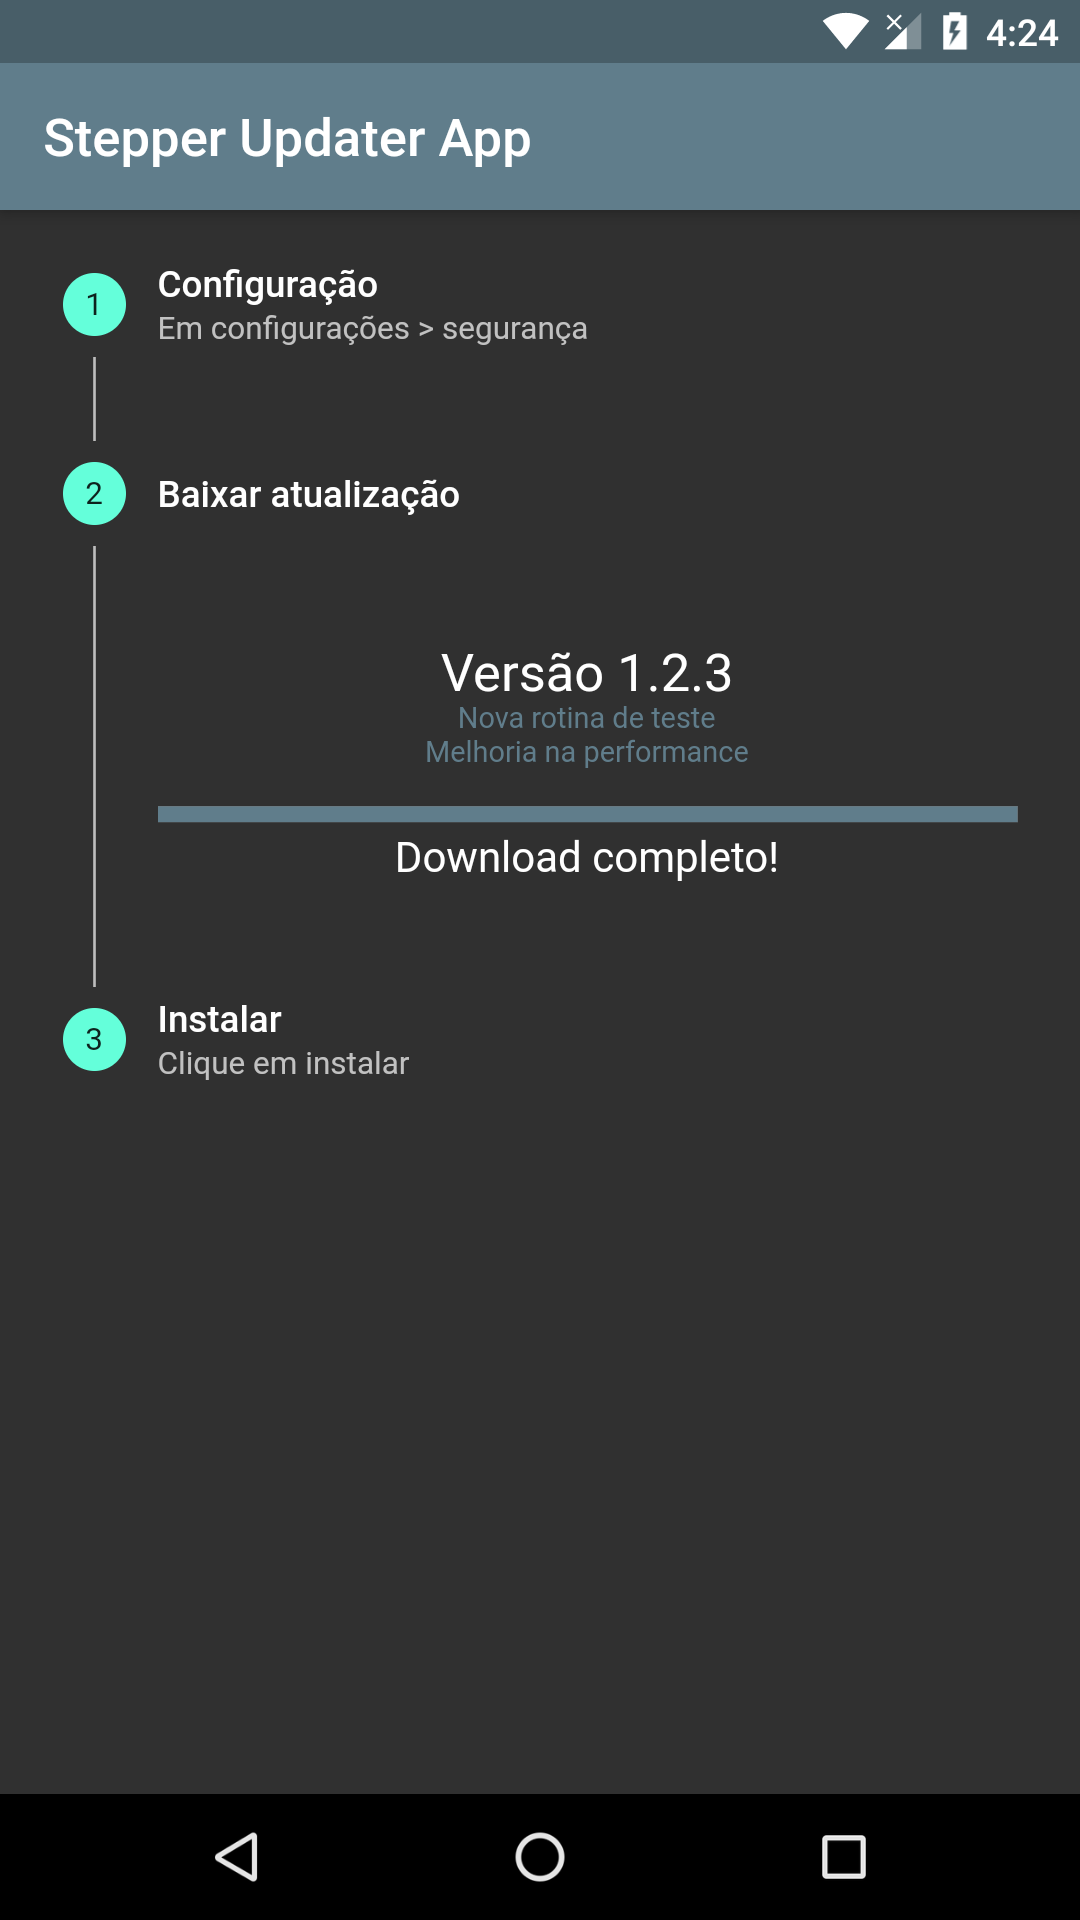 4:24
Stepper Updater App
1
Configuração
Em configurações > segurança
2
Baixar atualização
Versão 1.2.3
Nova rotina de teste
Melhoria na performance
Download completo!
3
Instalar
Clique em instalar